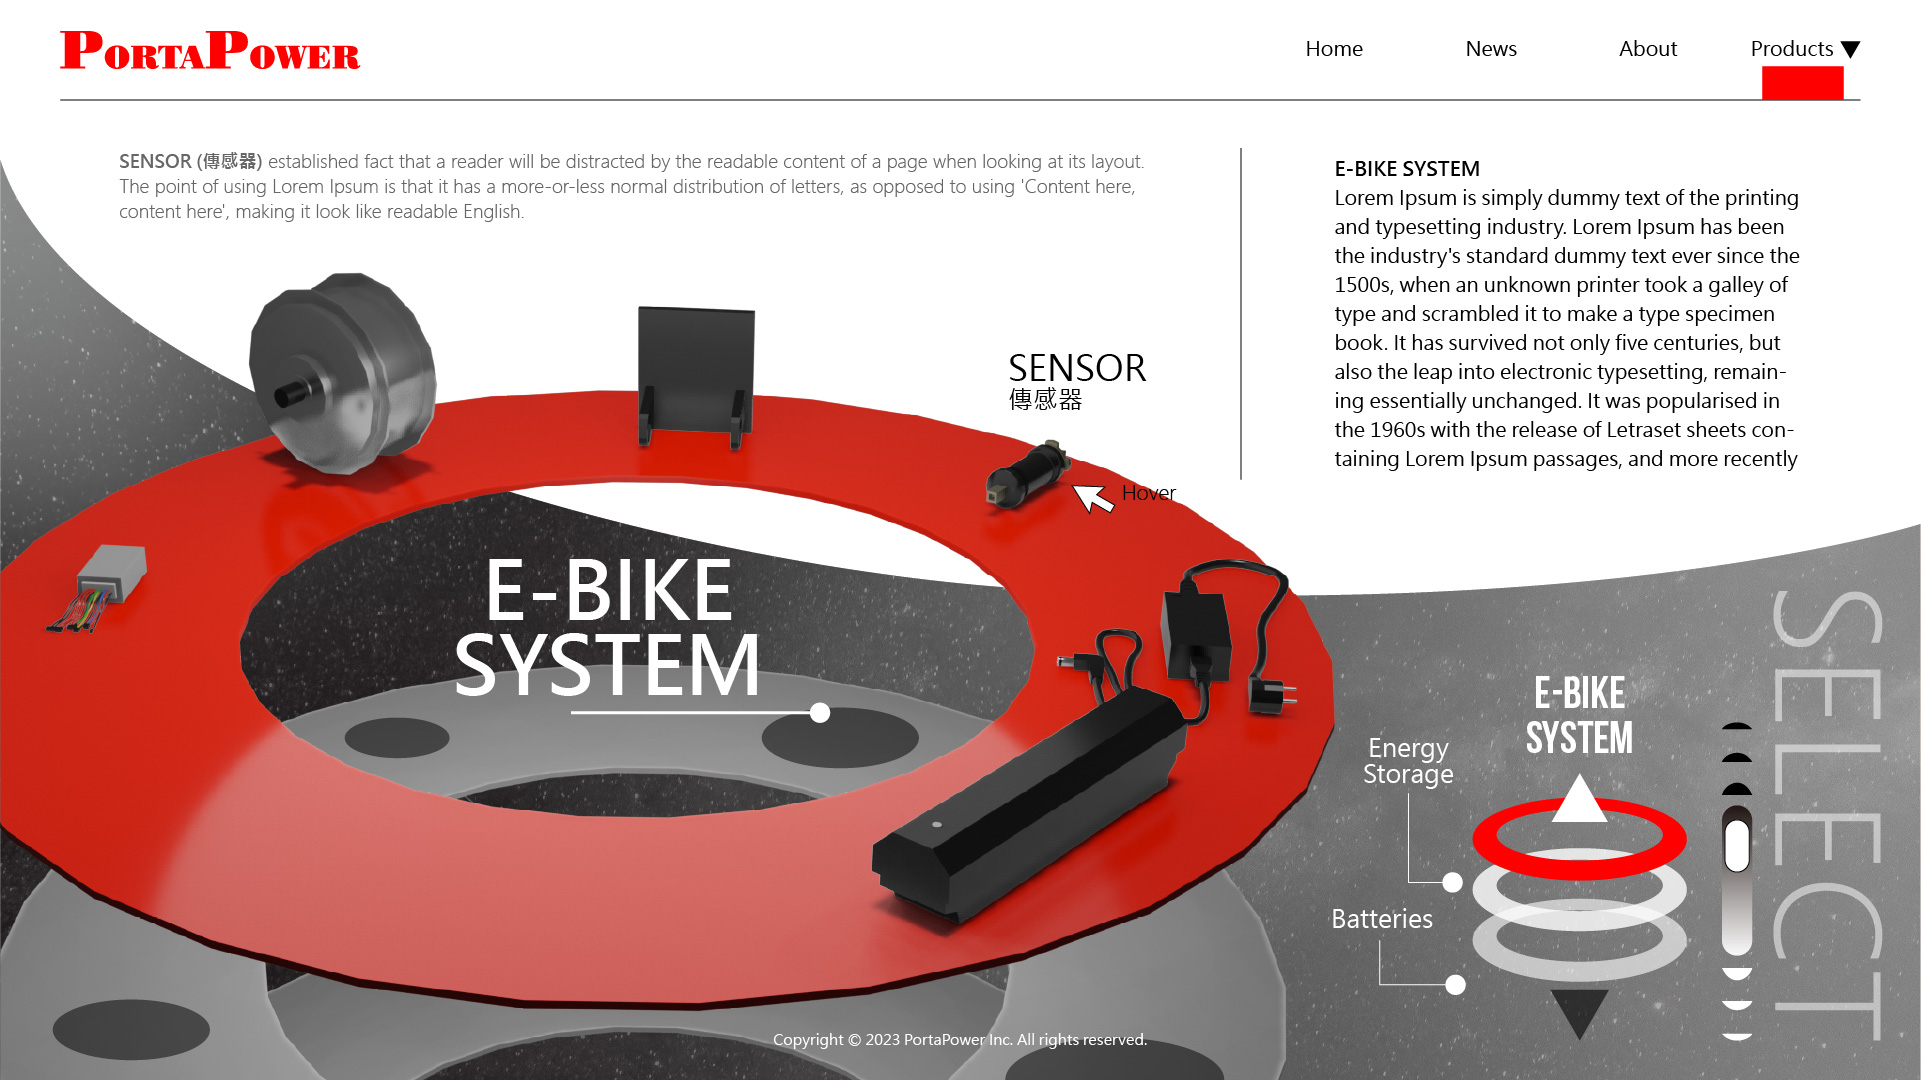 PORTAPOWER
Home
News
About
Products
SENSOR (傳感器) established fact that a reader will be distracted by the readable content of a page when looking at its layout.
The point of using Lorem Ipsum is that it has a more-or-less normal distribution of letters, as opposed to using 'Content here,
content here', making it look like readable English.
E-BIKE SYSTEM
Lorem Ipsum is simply dummy text of the printing
and typesetting industry. Lorem Ipsum has been
the industry's standard dummy text ever since the
1500s, when an unknown printer took a galley of
type and scrambled it to make a type specimen
book. It has survived not only five centuries, but
also the leap into electronic typesetting, remain-
ing essentially unchanged. It was popularised in
the 1960s with the release of Letraset sheets con-
taining Lorem Ipsum passages, and more recently
SENSOR
傳感器
Hover
E-BIKE
SYSTEM
E-BIKE
SYSTEM
Energy
Storage
Batteries
SELECT
Copyright © 2023 PortaPower Inc. All rights reserved.